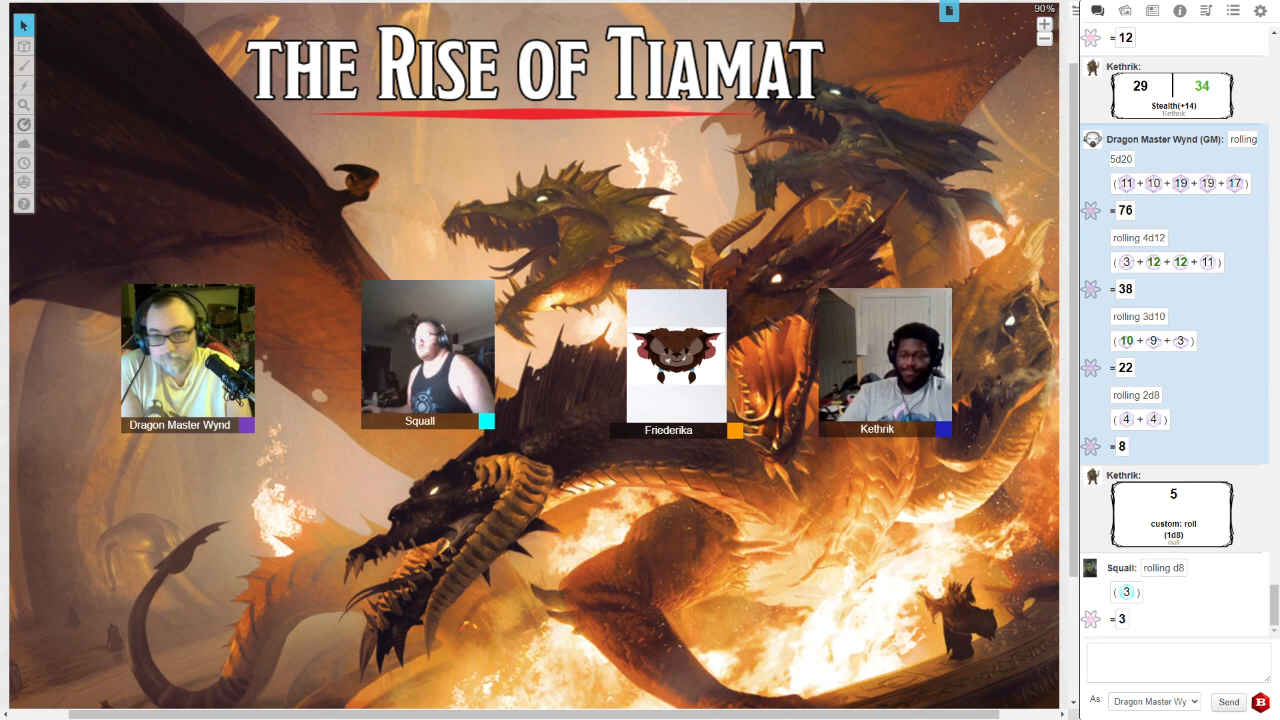 THE RISE OF TIAMAT
90%
Dragon Master Wynd
Squall
Friederika
Kethrik
= 12
Kethrik:
29 34
Stealth(+14)
Kethrik
Dragon Master Wynd (GM): rolling
5d20
(11+10+19+19+17)
= 76
rolling 4d12
(3+12+12+11)
= 38
rolling 3d10
(10+9+3)
= 22
rolling 2d8
(4+4)
= 8
Kethrik:
5
custom: roll
(1d8)
null
Squall: rolling d8
(3)
= 3
As: Dragon Master Wy Send
B